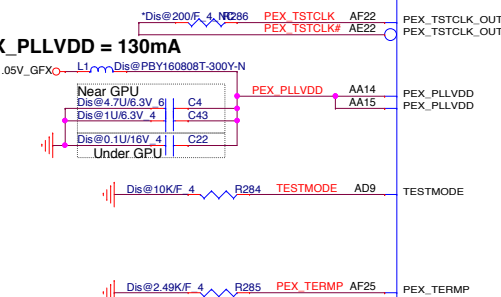 *Dis@200/F_4_NC R286 PEX_TSTCLK AF22 PEX_TSTCLK_OUT
PEX_TSTCLK# AE22 PEX_TSTCLK_OUT
X_PLLVDD = 130mA
.05V_GFX L1 Dis@PBY160808T-300Y-N
Near GPU PEX_PLLVDD AA14 PEX_PLLVDD
Dis@4.7U/6.3V_6 C4 AA15 PEX_PLLVDD
Dis@1U/6.3V_4 C43
Dis@0.1U/16V_4 C22
Under GPU
Dis@10K/F_4 R284 TESTMODE AD9 TESTMODE
Dis@2.49K/F_4 R285 PEX_TERMP AF25 PEX_TERMP